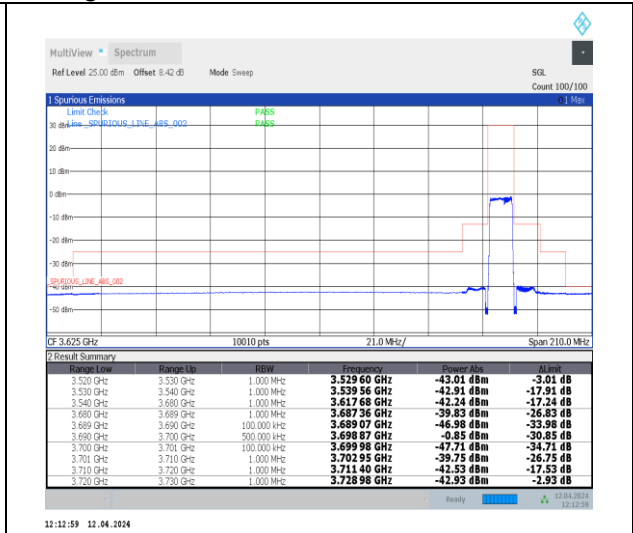 MultiView Spectrum
Ref Level 25.00 dBm Offset 8.42 dB Mode Sweep SGL
Count 100/100
1 Spurious Emissions 1 Max
Limit Check PASS
30 dBm Line _SPURIOUS_LINE_ABS_002 PASS
20 dBm
10 dBm
0 dBm
-10 dBm
-20 dBm
-30 dBm
_SPURIOUS_LINE_ABS_002
-40 dBm
-50 dBm
CF 3.625 GHz 10010 pts 21.0 MHz/ Span 210.0 MHz
2 Result Summary
Range Low Range Up RBW Frequency Power Abs ΔLimit
3.520 GHz 3.530 GHz 1.000 MHz 3.529 60 GHz -43.01 dBm -3.01 dB
3.530 GHz 3.540 GHz 1.000 MHz 3.539 56 GHz -42.91 dBm -17.91 dB
3.540 GHz 3.680 GHz 1.000 MHz 3.617 68 GHz -42.24 dBm -17.24 dB
3.680 GHz 3.689 GHz 1.000 MHz 3.687 36 GHz -39.83 dBm -26.83 dB
3.689 GHz 3.690 GHz 100.000 kHz 3.689 07 GHz -46.98 dBm -33.98 dB
3.690 GHz 3.700 GHz 500.000 kHz 3.698 87 GHz -0.85 dBm -30.85 dB
3.700 GHz 3.701 GHz 100.000 kHz 3.699 98 GHz -47.71 dBm -34.71 dB
3.701 GHz 3.710 GHz 1.000 MHz 3.702 95 GHz -39.75 dBm -26.75 dB
3.710 GHz 3.720 GHz 1.000 MHz 3.711 40 GHz -42.53 dBm -17.53 dB
3.720 GHz 3.730 GHz 1.000 MHz 3.728 98 GHz -42.93 dBm -2.93 dB
Ready 12.04.2024
12:12:59
12:12:59 12.04.2024